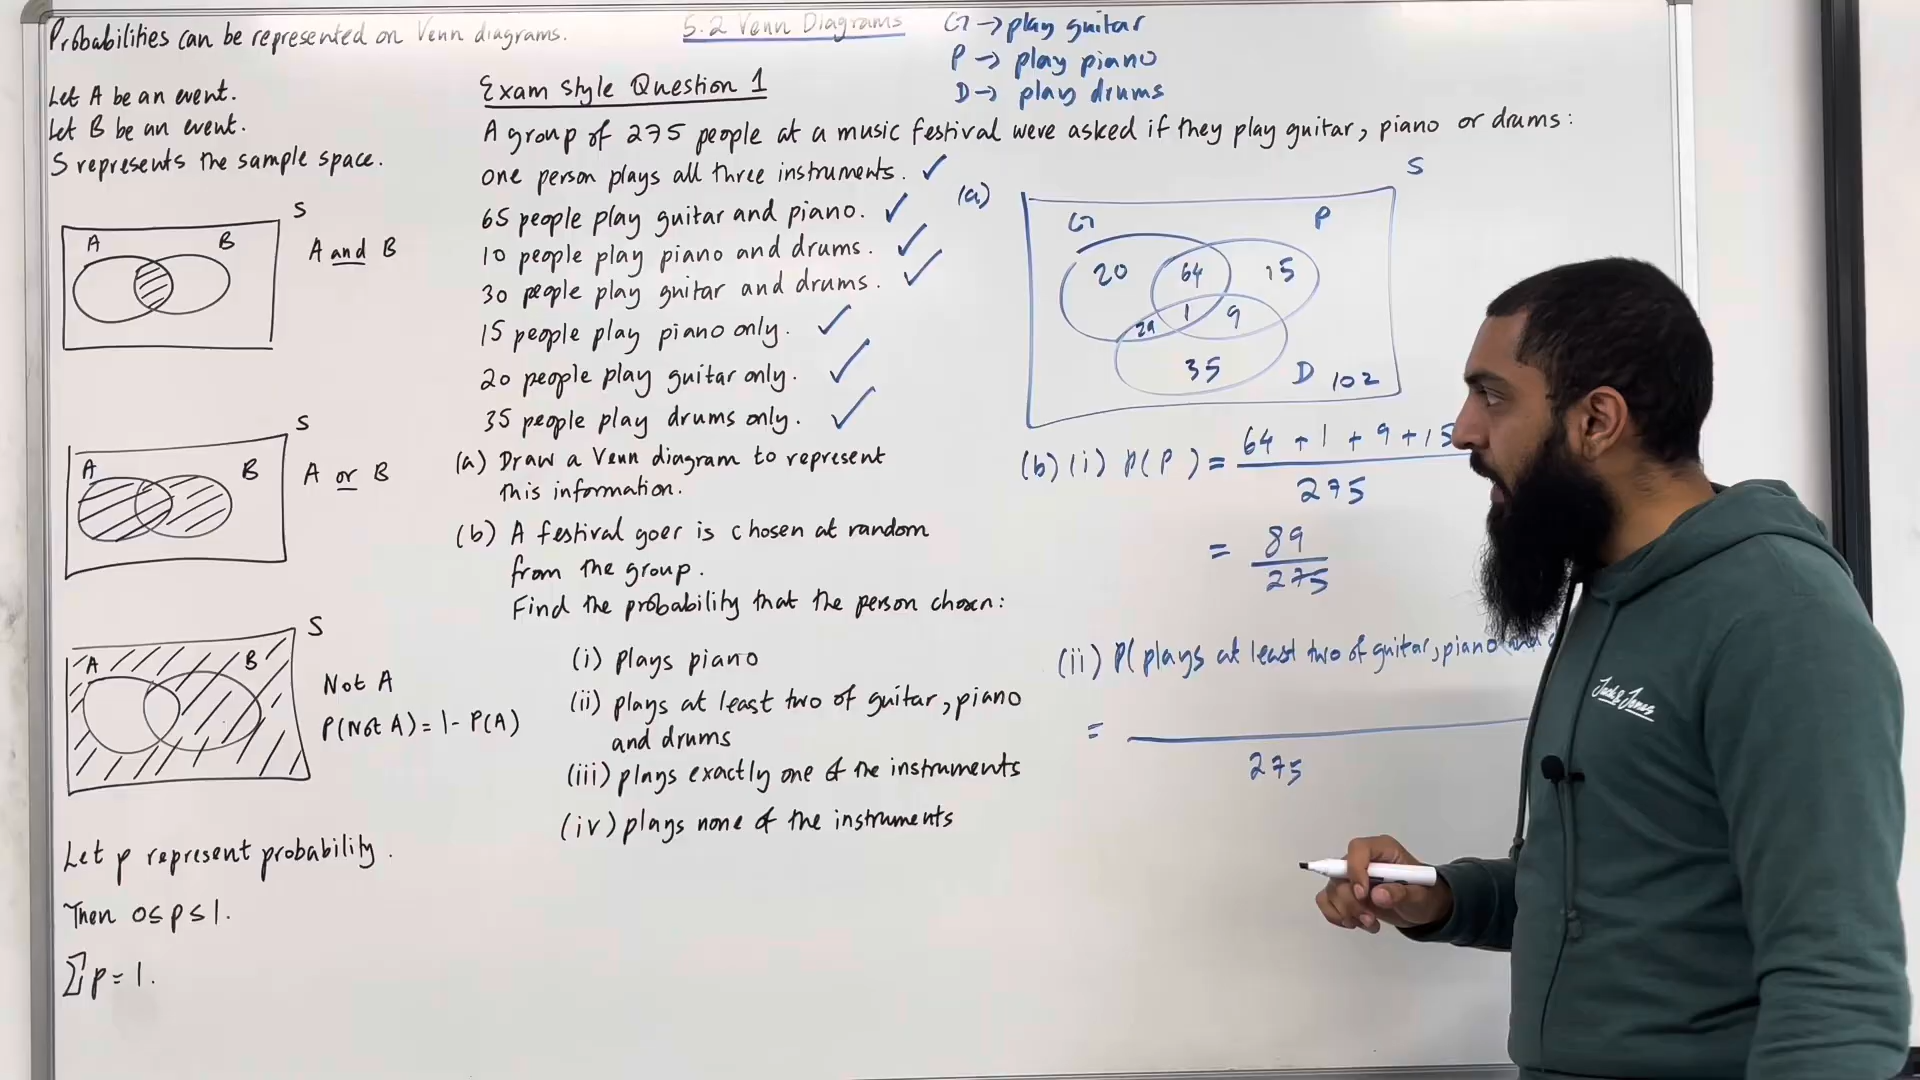 Probabilities can be represented on Venn diagrams.
5.2 Venn Diagrams
Let A be an event.
Let B be an event.
S represents the sample space.
S
A
B
A and B
S
A
B
A or B
S
A
B
Not A
P(Not A) = 1 - P(A)
Let p represent probability.
Then 0 ≤ p ≤ 1.
∑p = 1.
G → play guitar
P → play piano
D → play drums
Exam Style Question 1
A group of 275 people at a music festival were asked if they play guitar, piano or drums:
one person plays all three instruments. ✓
65 people play guitar and piano. ✓
10 people play piano and drums. ✓
30 people play guitar and drums. ✓
15 people play piano only. ✓
20 people play guitar only. ✓
35 people play drums only. ✓
(a) Draw a Venn diagram to represent
this information.
(b) A festival goer is chosen at random
from the group.
Find the probability that the person chosen:
(i) plays piano
(ii) plays at least two of guitar, piano
and drums
(iii) plays exactly one of the instruments
(iv) plays none of the instruments
(a)
S
G
P
20
64
15
29
1
9
35
D
102
(b) (i) P(P) = 64 + 1 + 9 + 15
275
= 89
275
(ii) P( plays at least two of guitar, piano and d
=
275
Jack & Jones